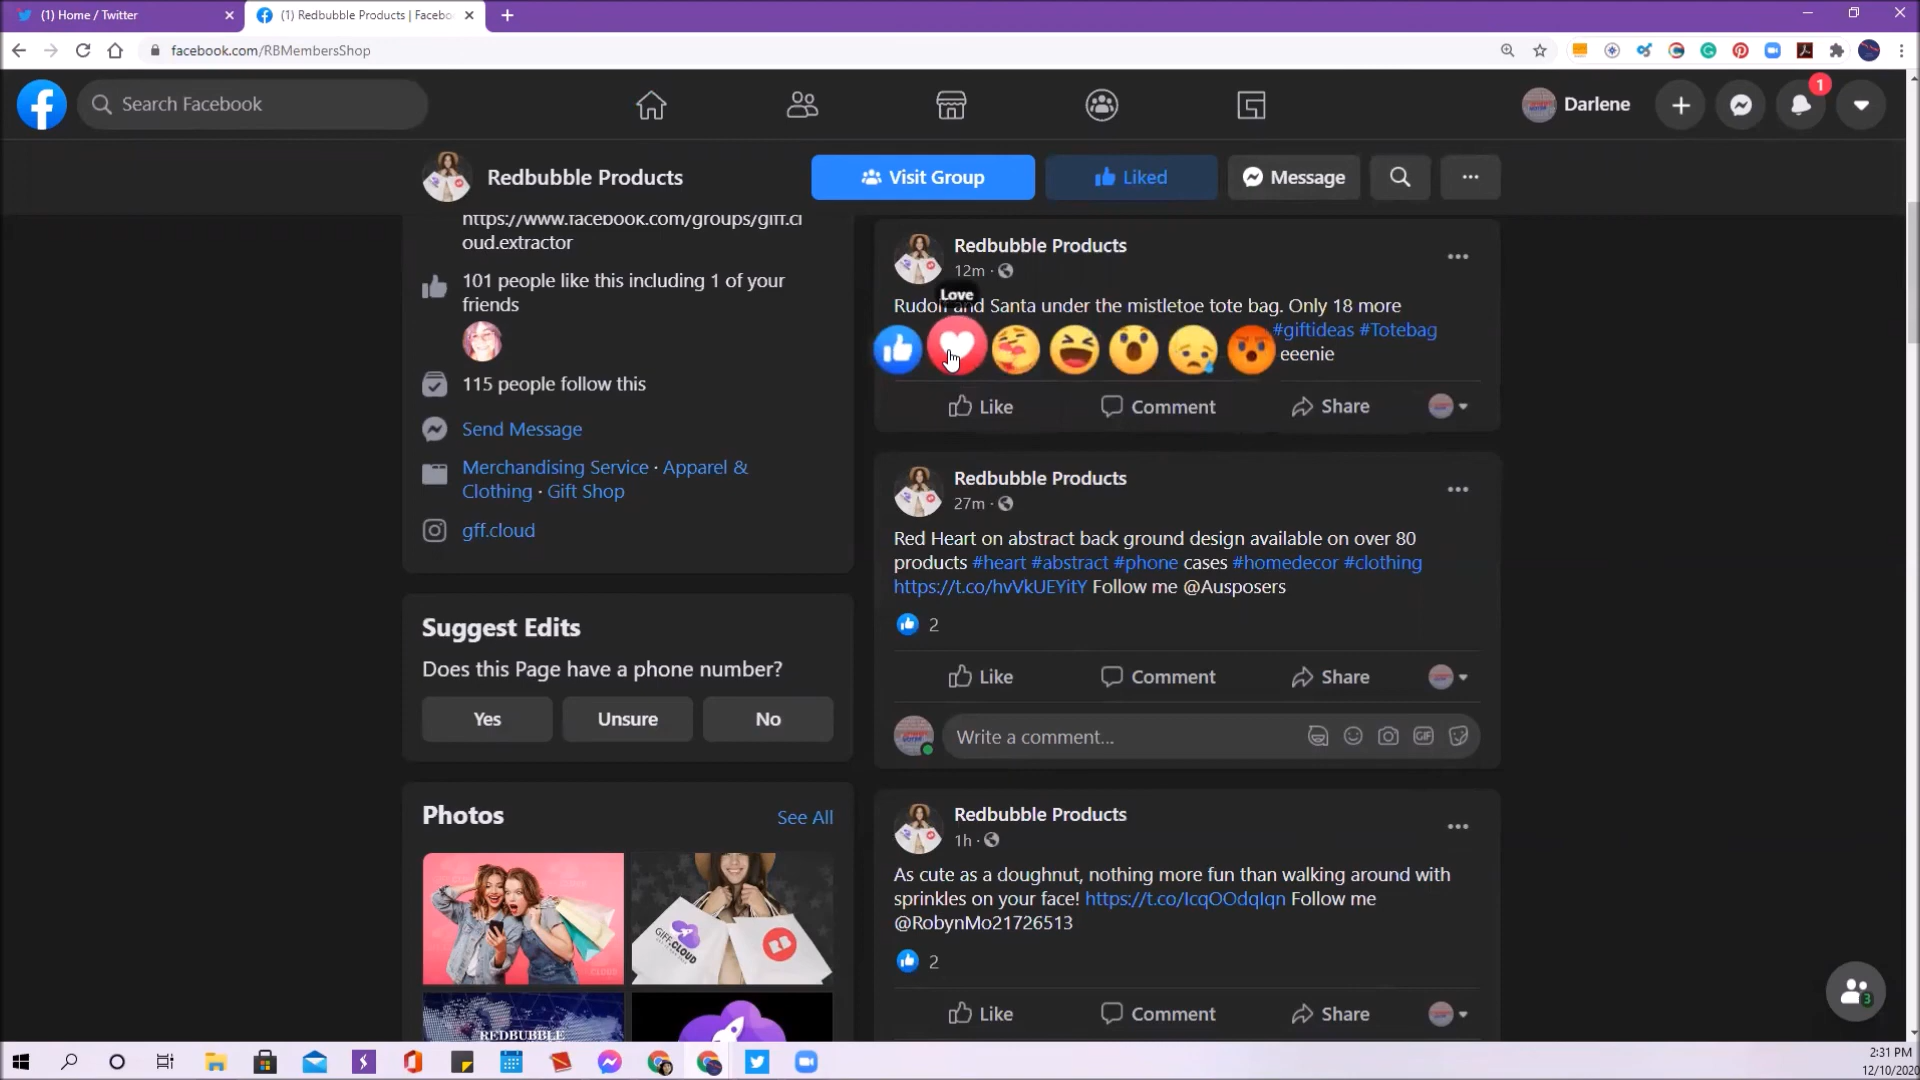 (1) Home / Twitter
(1) Redbubble Products | Facebo
facebook.com/RBMembersShop
Search Facebook
Darlene
1
Redbubble Products
Visit Group
Liked
Message
https://www.facebook.com/groups/giff.cl
oud.extractor
101 people like this including 1 of your
friends
115 people follow this
Send Message
Merchandising Service · Apparel &
Clothing · Gift Shop
gff.cloud
Suggest Edits
Does this Page have a phone number?
Yes
Unsure
No
Photos
See All
GIFF.CLOUD
REDBUBBLE
Redbubble Products
12m
Love
and Santa under the mistletoe tote bag. Only 18 more
#giftideas #Totebag
eeenie
Like
Comment
Share
Redbubble Products
27m
Red Heart on abstract back ground design available on over 80
products #heart #abstract #phone cases #homedecor #clothing
https://t.co/hvVkUEYitY Follow me @Ausposers
2
Like
Comment
Share
Write a comment...
GIF
Redbubble Products
1h
As cute as a doughnut, nothing more fun than walking around with
sprinkles on your face! https://t.co/IcqOOdqIqn Follow me
@RobynMo21726513
2
Like
Comment
Share
3
2:31 PM
12/10/2020